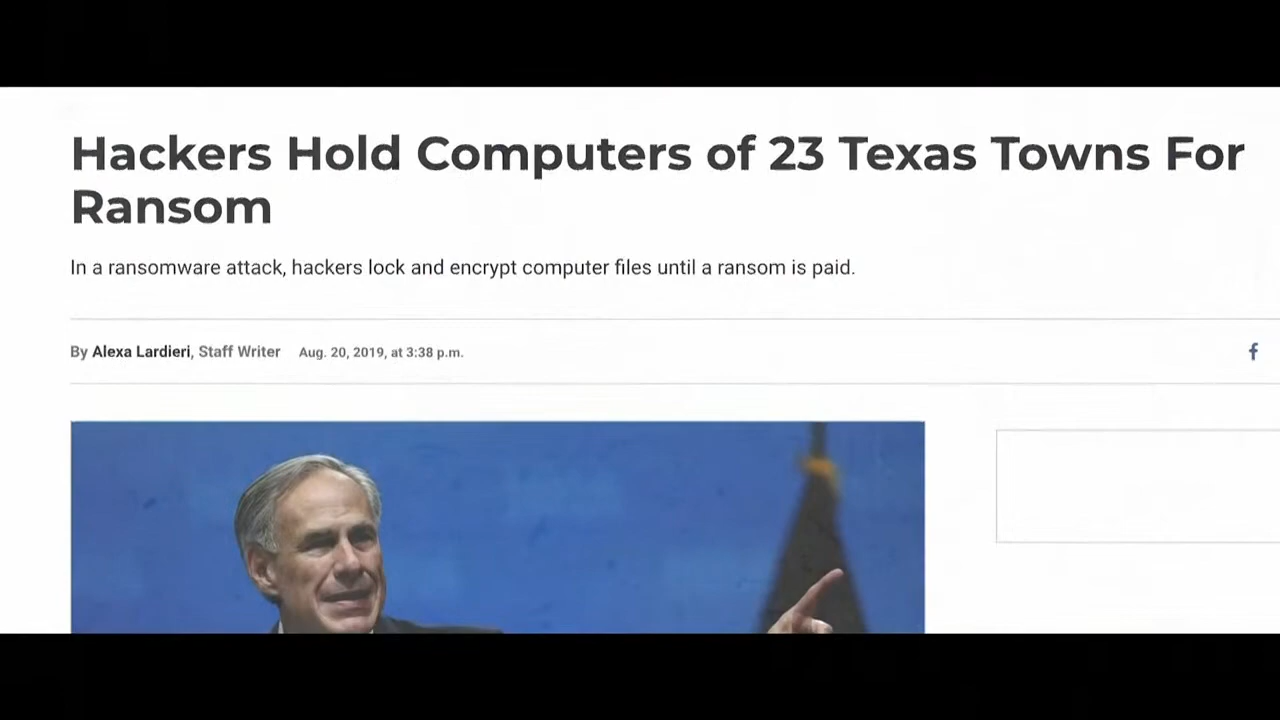 Hackers Hold Computers of 23 Texas Towns For
Ransom
In a ransomware attack, hackers lock and encrypt computer files until a ransom is paid.
By Alexa Lardieri, Staff Writer Aug. 20, 2019, at 3:38 p.m.